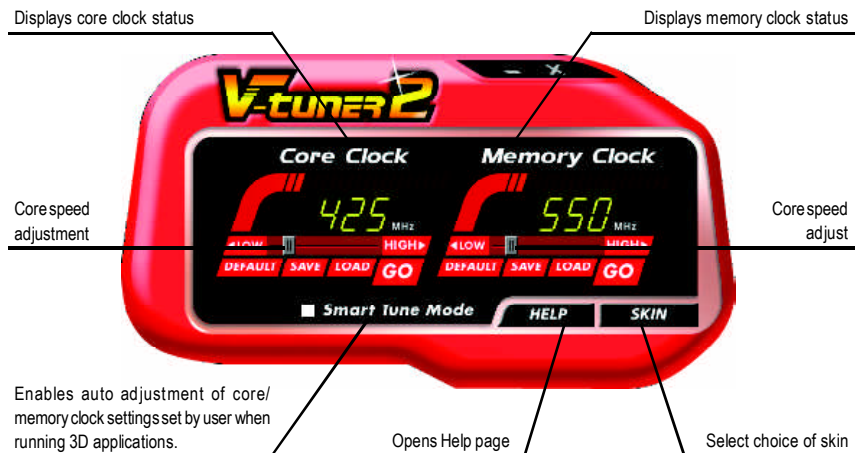 Displays core clock status
Displays memory clock status
V-tuner2
Core Clock
Memory Clock
425 MHz
550 MHz
Core speed
adjustment
Core speed
adjust
LOW HIGH
LOW HIGH
DEFAULT SAVE LOAD GO
DEFAULT SAVE LOAD GO
Smart Tune Mode
HELP
SKIN
Enables auto adjustment of core/
memory clock settings set by user when
running 3D applications.
Opens Help page
Select choice of skin